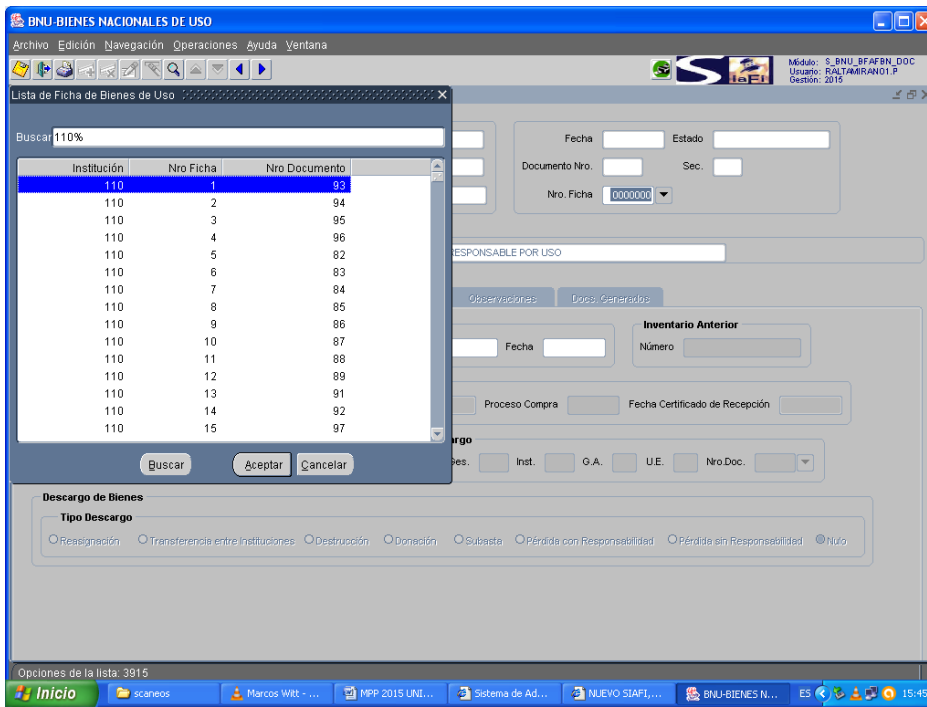 BNU-BIENES NACIONALES DE USO
Archivo Edición Navegación Operaciones Ayuda Ventana
SIaFI
Módulo: S_BNU_BFAFBN_DOC
Usuario: RALTAMIRANO1.P
Gestión: 2015
Lista de Ficha de Bienes de Uso
Buscar 110%
Institución Nro Ficha Nro Documento
110 1 93
110 2 94
110 3 95
110 4 96
110 5 82
110 6 83
110 7 84
110 8 85
110 9 86
110 10 87
110 11 88
110 12 89
110 13 91
110 14 92
110 15 97
Buscar Aceptar Cancelar
Fecha Estado
Documento Nro. Sec.
Nro. Ficha 0000000
RESPONSABLE POR USO
Observaciones Docs. Generados
Inventario Anterior
Fecha Número
Proceso Compra Fecha Certificado de Recepción
argo
Ges. Inst. G.A. U.E. Nro.Doc.
Descargo de Bienes
Tipo Descargo
Reasignación Transferencia entre Instituciones Destrucción Donación Subasta Pérdida con Responsabilidad Pérdida sin Responsabilidad Nulo
Opciones de la lista: 3915
Inicio scaneos Marcos Witt - ... MPP 2015 UNI... Sistema de Ad... NUEVO SIAFI,... BNU-BIENES N... ES 15:45